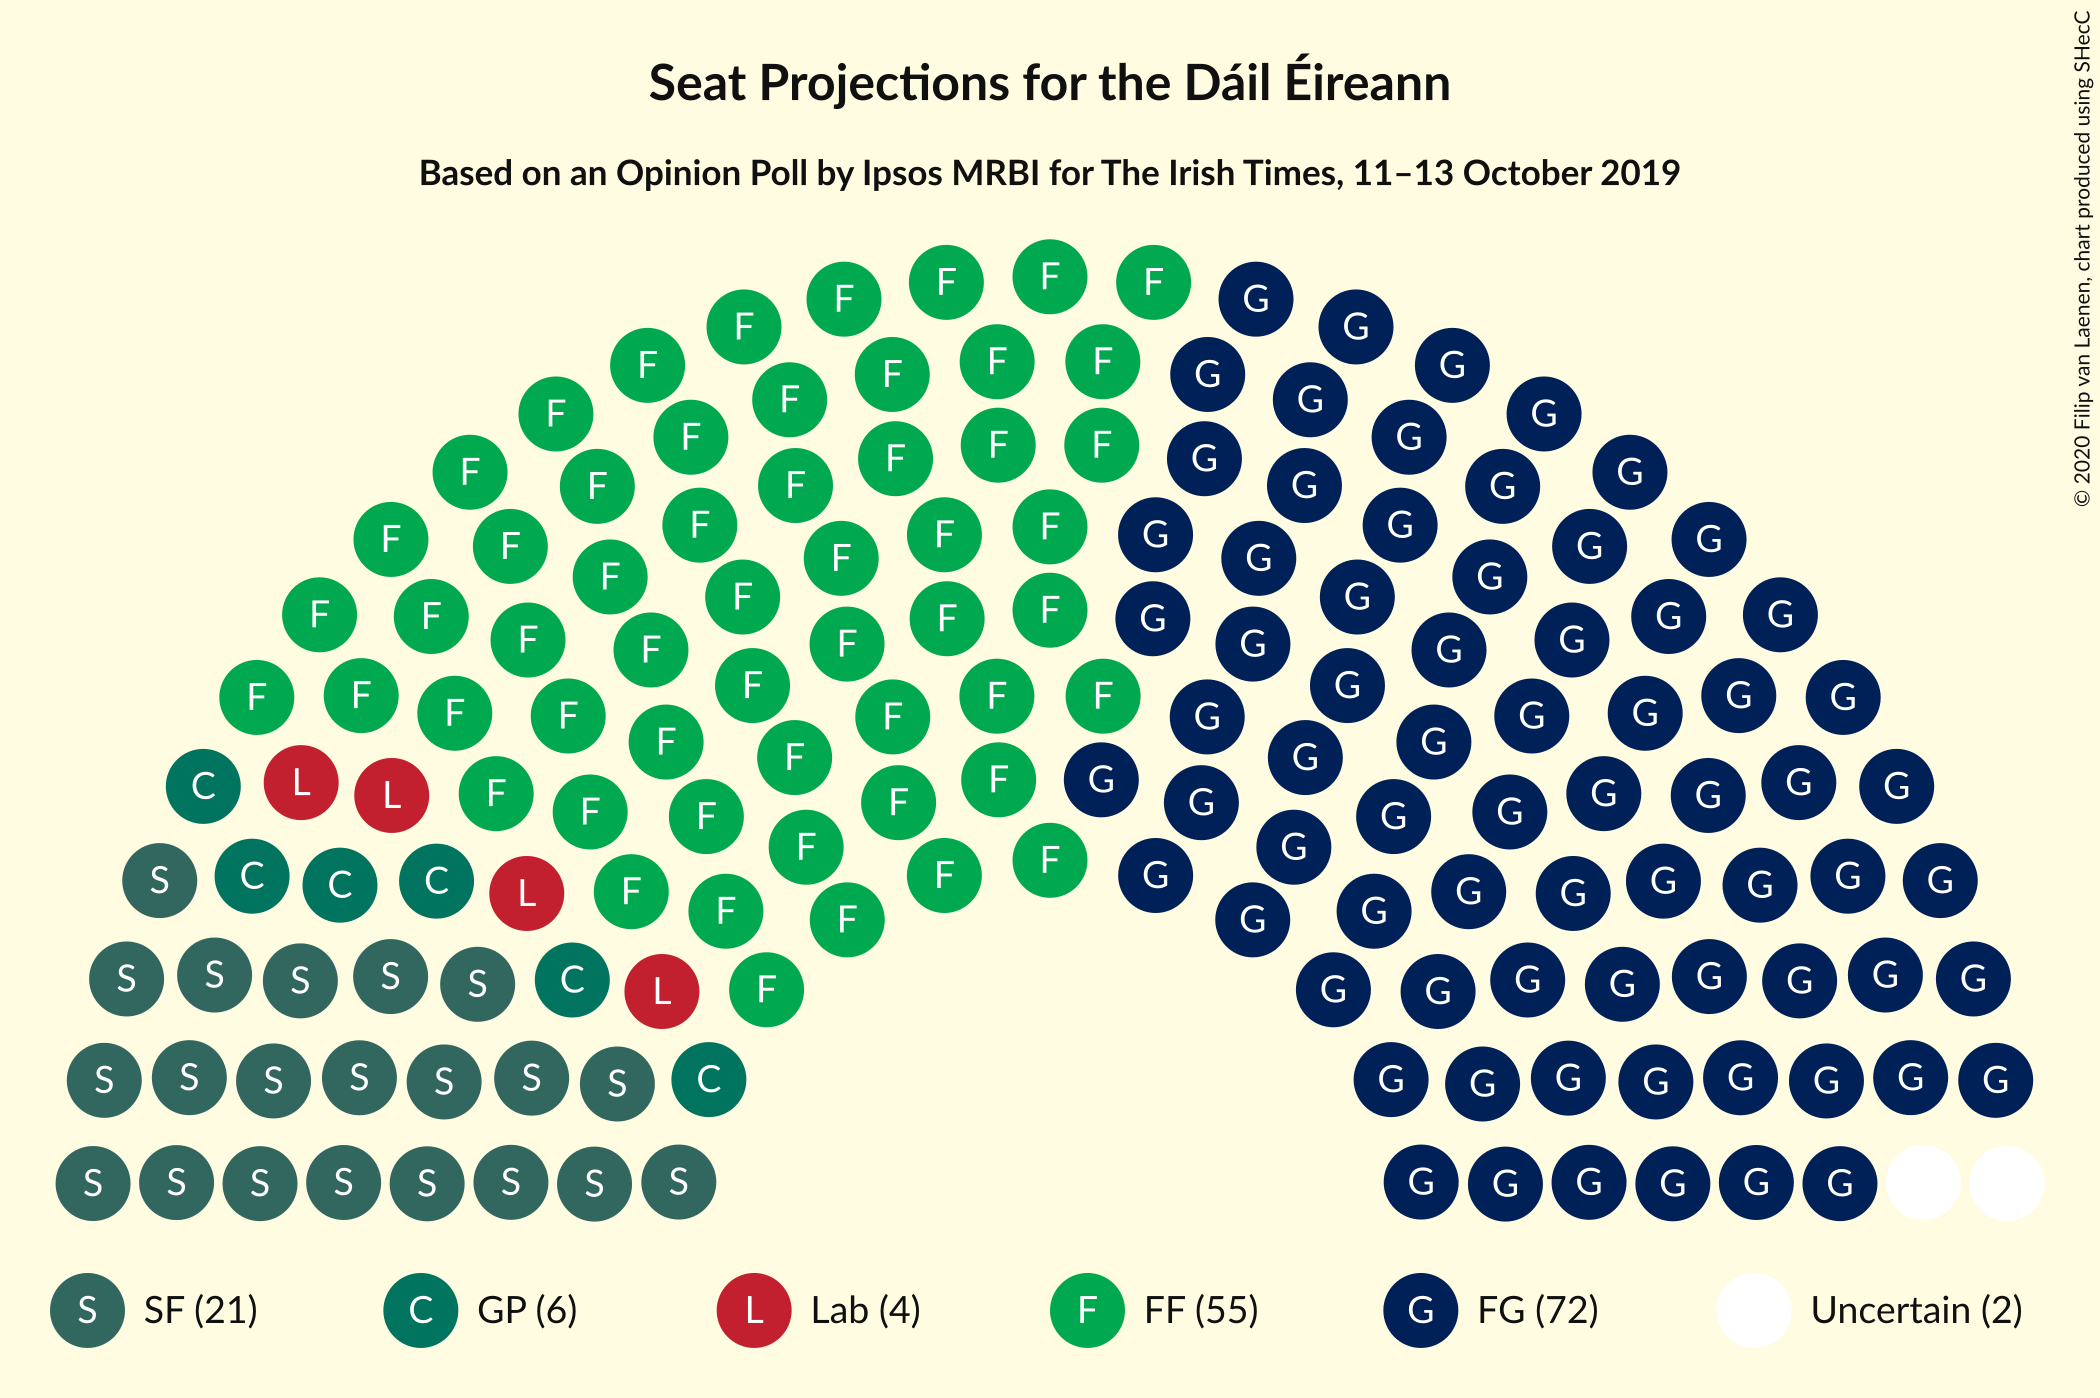 Seat Projections for the Dáil Éireann
Based on an Opinion Poll by Ipsos MRBI for The Irish Times, 11–13 October 2019
© 2020 Filip van Laenen, chart produced using SHecC
F F F F F G G
F F F F G G G
F F F F G G G
F F F F G G G
F F F F G G G
F F F F G G G
F F F F G G G
F F F F G G G
F F F F G G G
F F F F G G G
F F F F F F G G G G G
C L L F F F F F G G G G G G G G
S C C C L F F F F F G G G G G G G G
S S S S S C L F G G G G G G G G
S S S S S S S C G G G G G G G G
S S S S S S S S G G G G G G
S SF (21) C GP (6) L Lab (4) F FF (55) G FG (72) Uncertain (2)